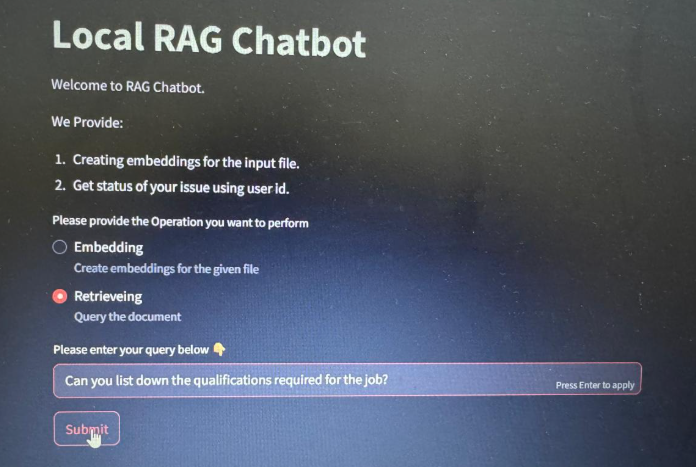 Local RAG Chatbot
Welcome to RAG Chatbot.
We Provide:
1. Creating embeddings for the input file.
2. Get status of your issue using user id.
Please provide the Operation you want to perform
Embedding
Create embeddings for the given file
Retrieveing
Query the document
Please enter your query below 👇
Can you list down the qualifications required for the job?
Press Enter to apply
Submit